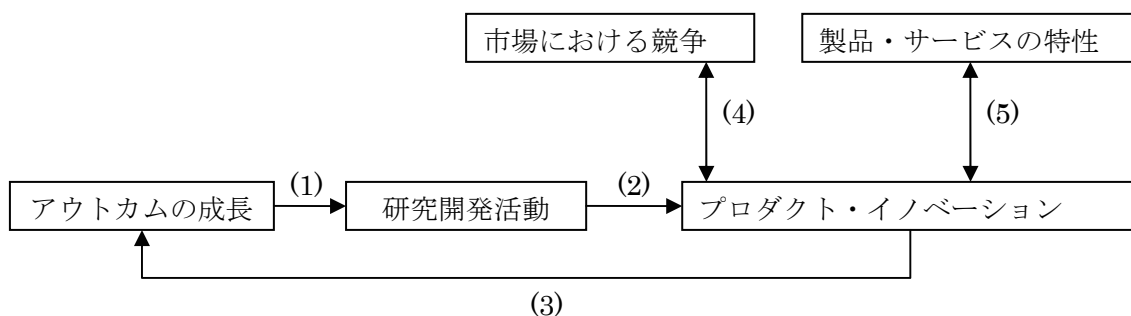 市場における競争
製品・サービスの特性
(4)
(5)
(1)
(2)
アウトカムの成長
研究開発活動
プロダクト・イノベーション
(3)